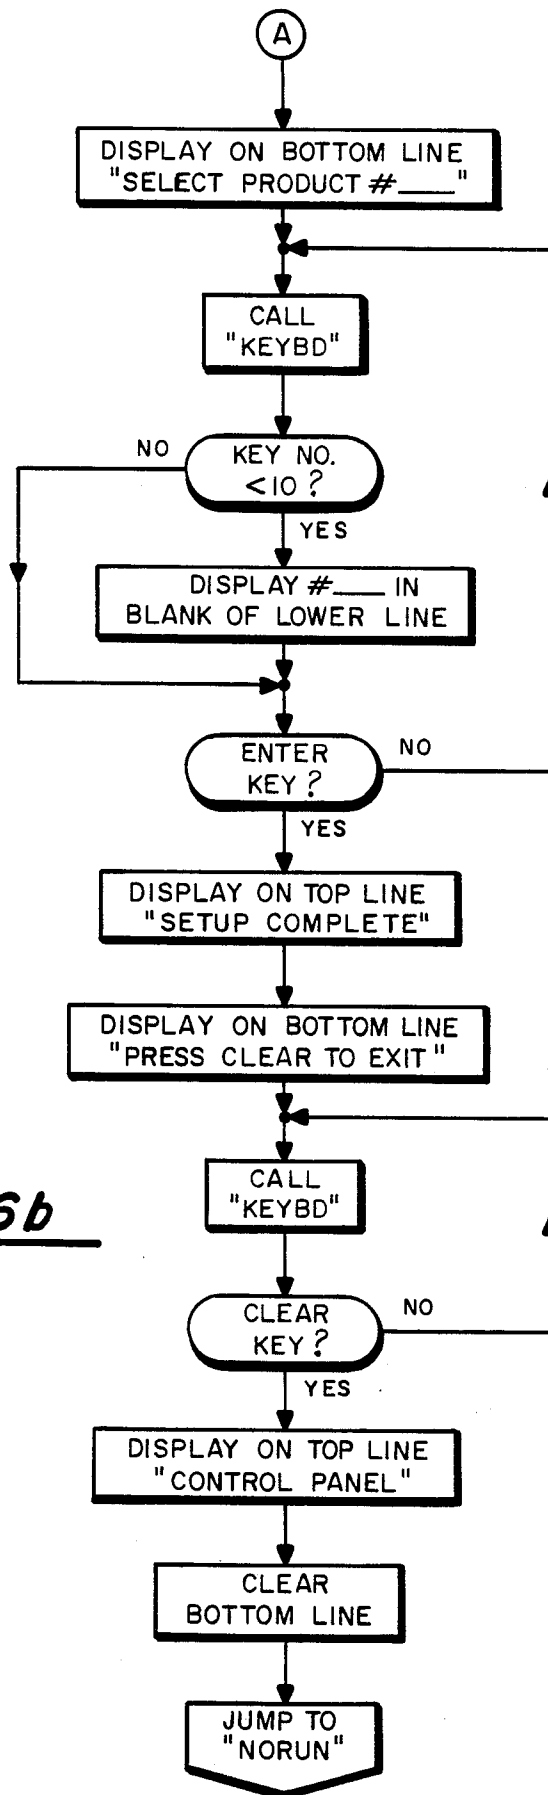 A
DISPLAY ON BOTTOM LINE
"SELECT PRODUCT #___"
CALL
"KEYBD"
KEY NO.
<10?
NO
YES
DISPLAY #___ IN
BLANK OF LOWER LINE
ENTER
KEY?
NO
YES
DISPLAY ON TOP LINE
"SETUP COMPLETE"
DISPLAY ON BOTTOM LINE
"PRESS CLEAR TO EXIT"
CALL
"KEYBD"
6b
CLEAR
KEY?
NO
YES
DISPLAY ON TOP LINE
"CONTROL PANEL"
CLEAR
BOTTOM LINE
JUMP TO
"NORUN"